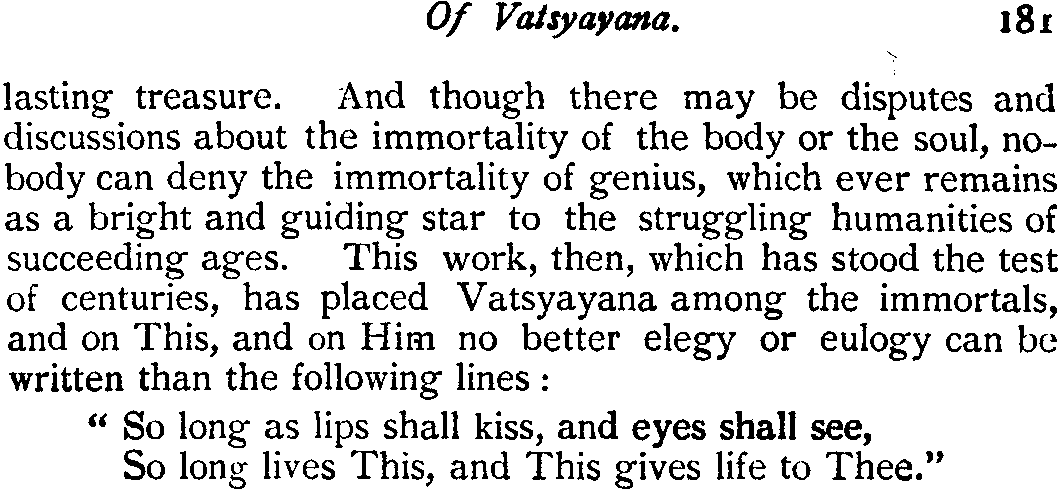 Of Vatsyayana. 181
lasting treasure. And though there may be disputes and
discussions about the immortality of the body or the soul, no-
body can deny the immortality of genius, which ever remains
as a bright and guiding star to the struggling humanities of
succeeding ages. This work, then, which has stood the test
of centuries, has placed Vatsyayana among the immortals,
and on This, and on Him no better elegy or eulogy can be
written than the following lines :
“ So long as lips shall kiss, and eyes shall see,
So long lives This, and This gives life to Thee.”